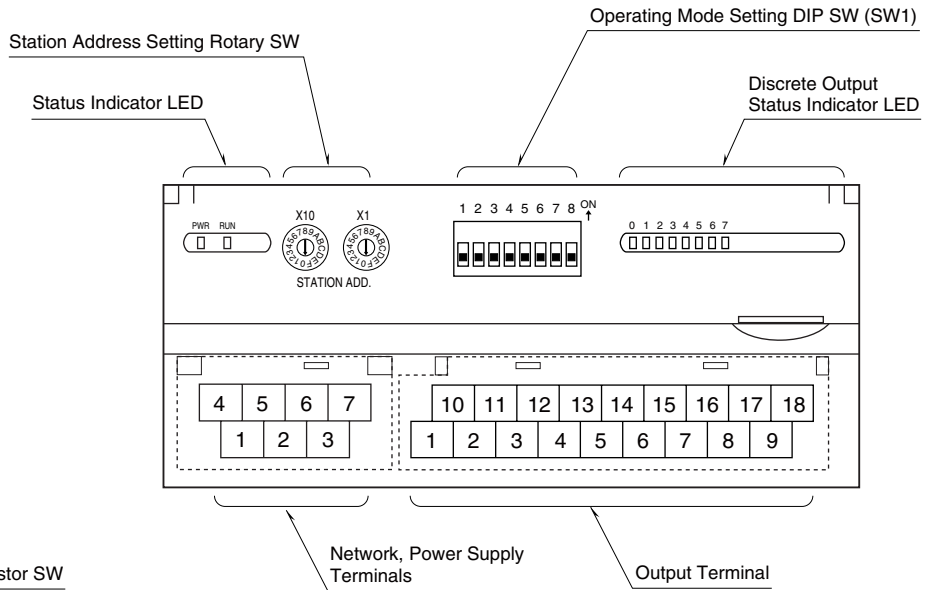 Operating Mode Setting DIP SW (SW1)
Station Address Setting Rotary SW
Discrete Output
Status Indicator LED
Status Indicator LED
PWR RUN
X10 X1
0123456789ABCDEF
0123456789ABCDEF
STATION ADD.
1 2 3 4 5 6 7 8 ON
0 1 2 3 4 5 6 7
4 5 6 7
1 2 3
10 11 12 13 14 15 16 17 18
1 2 3 4 5 6 7 8 9
Network, Power Supply
Terminals
Output Terminal
stor SW